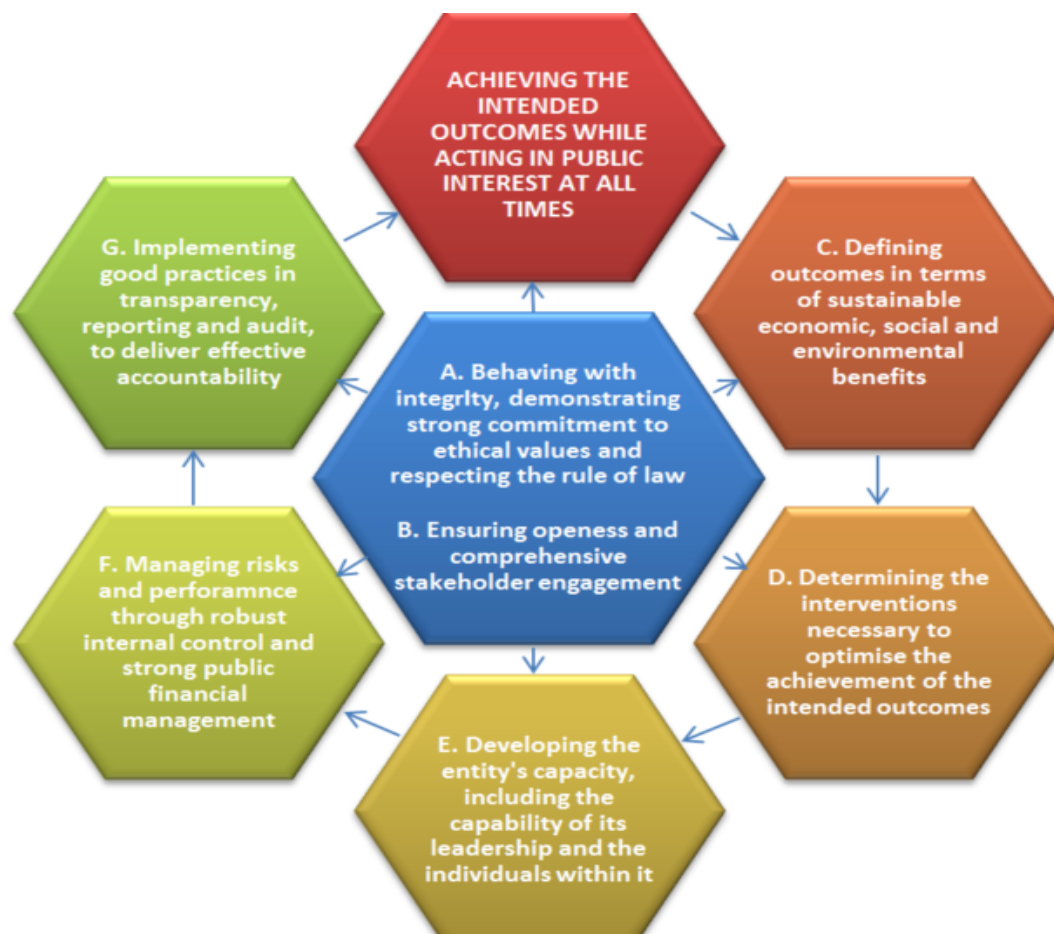 ACHIEVING THE
INTENDED
OUTCOMES WHILE
ACTING IN PUBLIC
INTEREST AT ALL
TIMES
G. Implementing
good practices in
transparency,
reporting and audit,
to deliver effective
accountability
C. Defining
outcomes in terms
of sustainable
economic, social and
environmental
benefits
A. Behaving with
integrIty, demonstrating
strong commitment to
ethical values and
respecting the rule of law
B. Ensuring openess and
comprehensive
stakeholder engagement
F. Managing risks
and perforamnce
through robust
internal control and
strong public
financial
management
D. Determining the
interventions
necessary to
optimise the
achievement of the
intended outcomes
E. Developing the
entity's capacity,
including the
capability of its
leadership and the
individuals within it